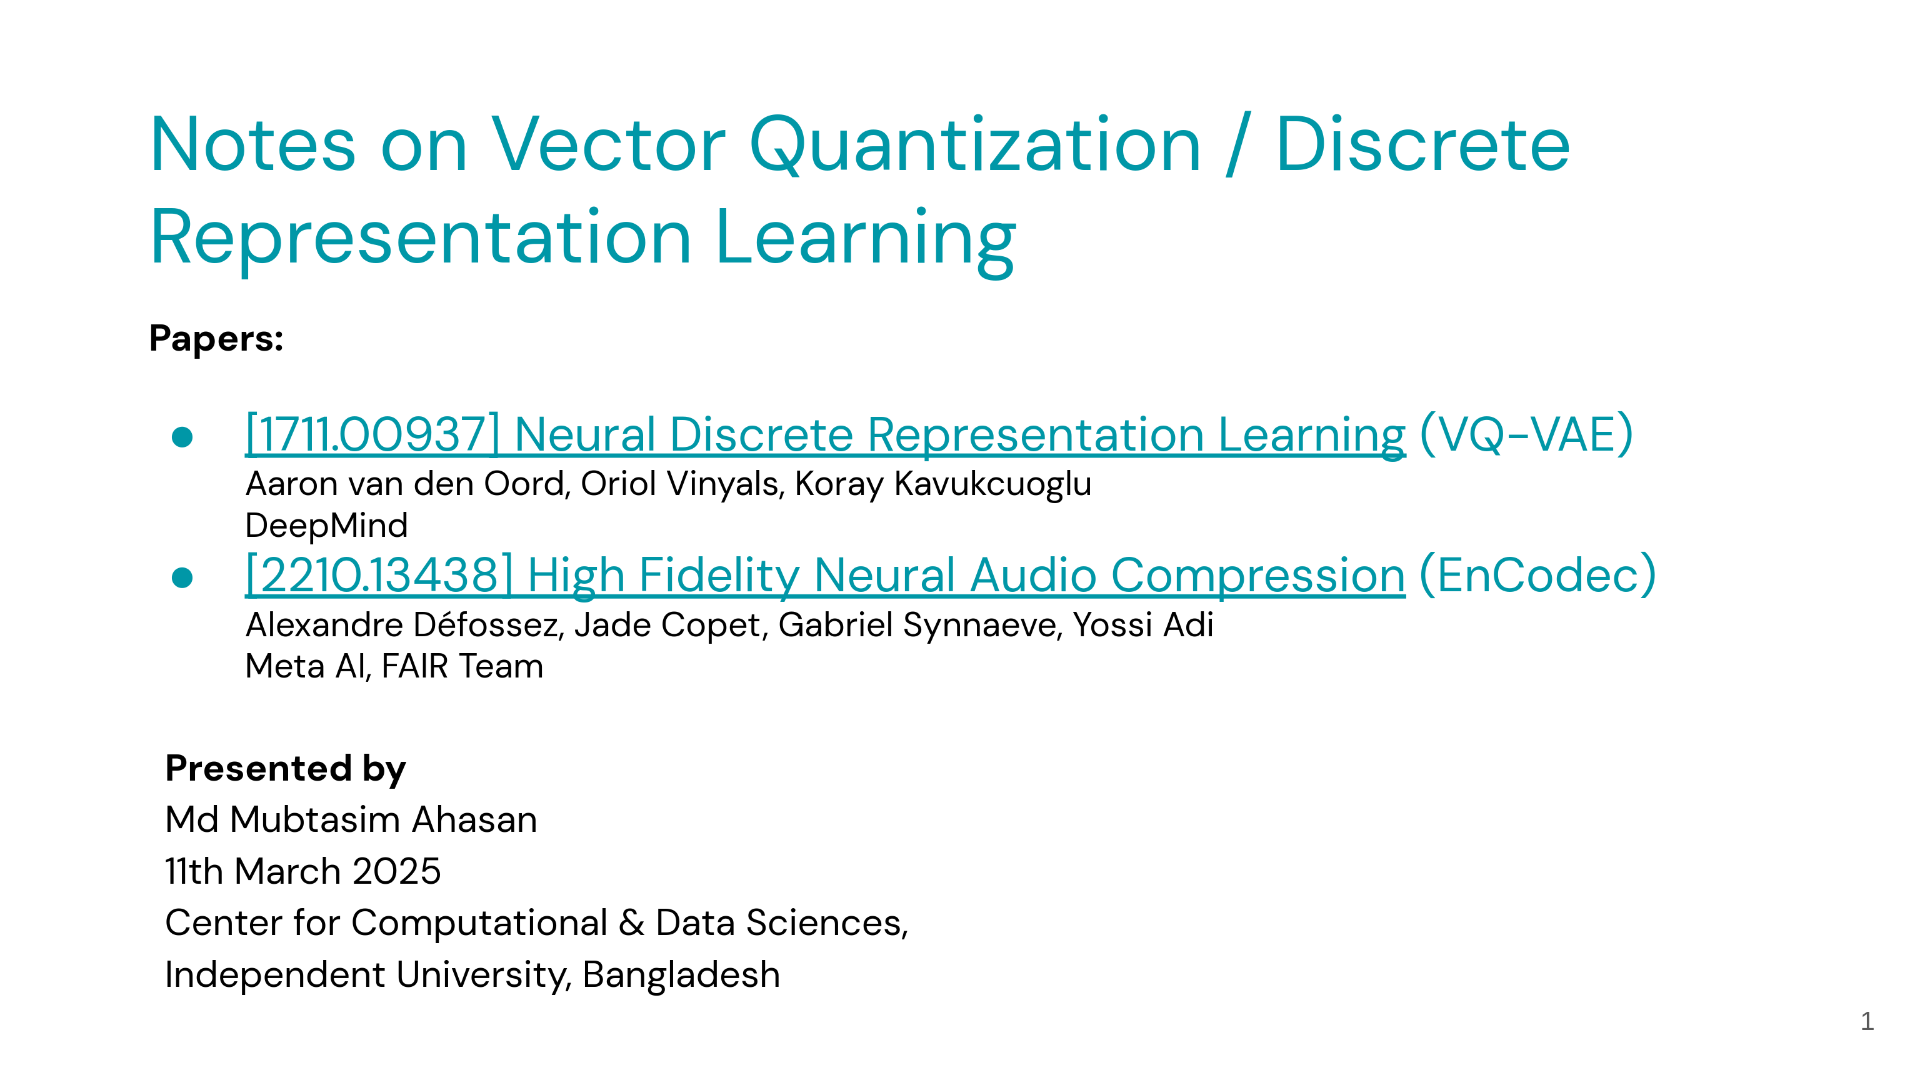 Notes on Vector Quantization / Discrete
Representation Learning
Papers:
● [1711.00937] Neural Discrete Representation Learning (VQ-VAE)
Aaron van den Oord, Oriol Vinyals, Koray Kavukcuoglu
DeepMind
● [2210.13438] High Fidelity Neural Audio Compression (EnCodec)
Alexandre Défossez, Jade Copet, Gabriel Synnaeve, Yossi Adi
Meta AI, FAIR Team
Presented by
Md Mubtasim Ahasan
11th March 2025
Center for Computational & Data Sciences,
Independent University, Bangladesh
1